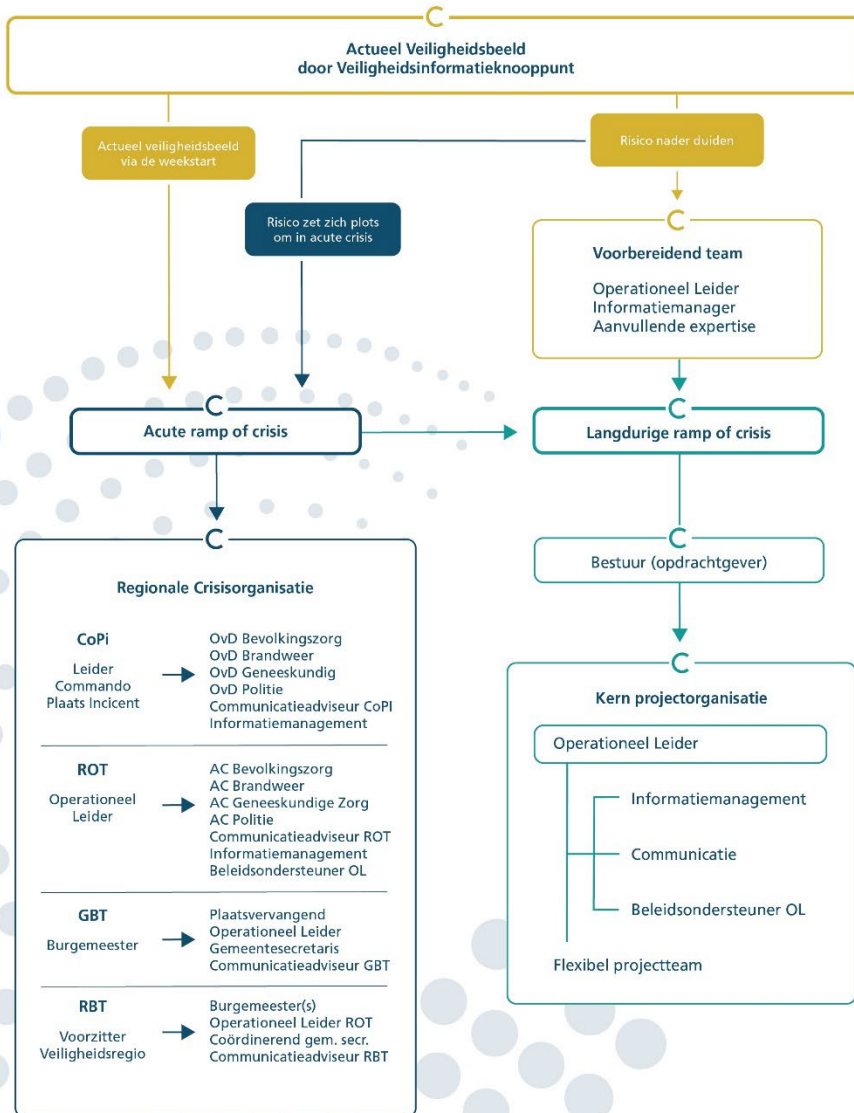 Actueel Veiligheidsbeeld
door Veiligheidsinformatieknooppunt
Actueel veiligheidsbeeld
via de weekstart
Risico nader duiden
Risico zet zich plots
om in acute crisis
Voorbereidend team
Operationeel Leider
Informatiemanager
Aanvullende expertise
Acute ramp of crisis
Langdurige ramp of crisis
Regionale Crisisorganisatie
CoPi
Leider
Commando
Plaats Incicent
OvD Bevolkingszorg
OvD Brandweer
OvD Geneeskundig
OvD Politie
Communicatieadviseur CoPI
Informatiemanagement
ROT
Operationeel
Leider
AC Bevolkingszorg
AC Brandweer
AC Geneeskundige Zorg
AC Politie
Communicatieadviseur ROT
Informatiemanagement
Beleidsondersteuner OL
GBT
Burgemeester
Plaatsvervangend
Operationeel Leider
Gemeentesecretaris
Communicatieadviseur GBT
RBT
Voorzitter
Veiligheidsregio
Burgemeester(s)
Operationeel Leider ROT
Coördinerend gem. secr.
Communicatieadviseur RBT
Bestuur (opdrachtgever)
Kern projectorganisatie
Operationeel Leider
Informatiemanagement
Communicatie
Beleidsondersteuner OL
Flexibel projectteam